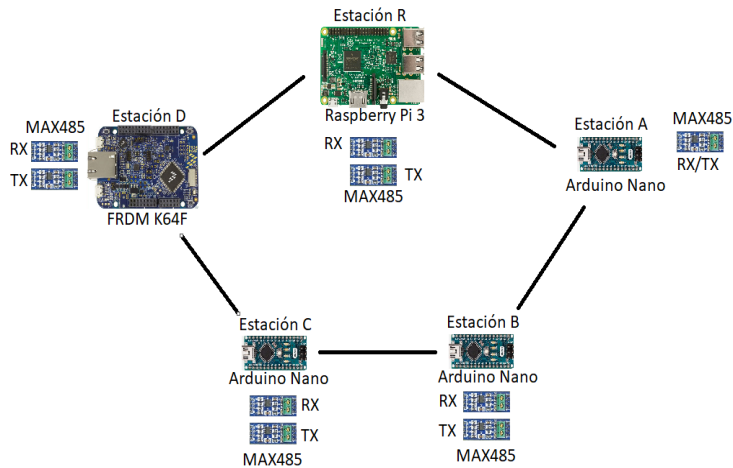 Estación R
Raspberry Pi 3
RX
TX
MAX485
Estación D
MAX485
RX
TX
FRDM K64F
Estación A
MAX485
RX/TX
Arduino Nano
Estación C
Arduino Nano
RX
TX
MAX485
Estación B
Arduino Nano
RX
TX
MAX485